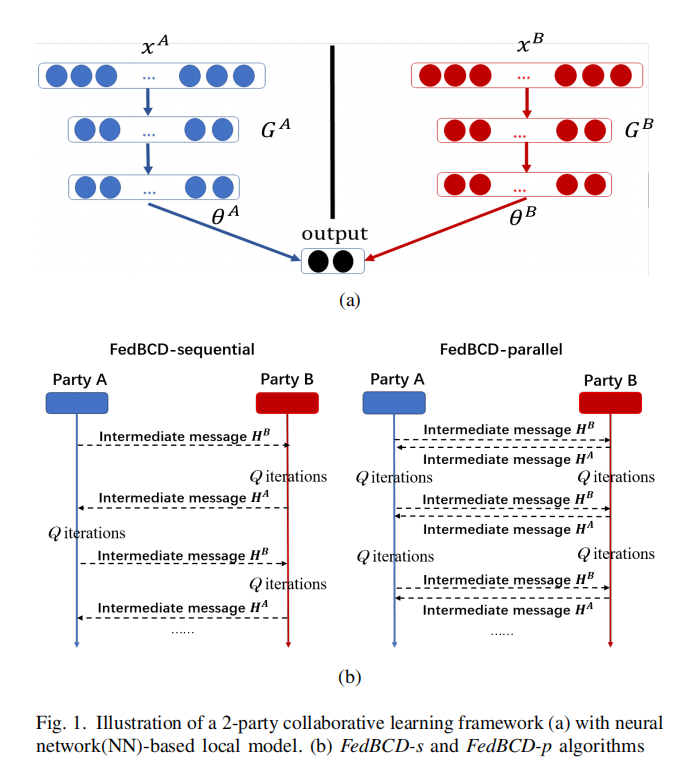 x^A
x^B
...
...
G^A
G^B
...
...
...
...
θ^A
θ^B
output
(a)
FedBCD-sequential
FedBCD-parallel
Party A
Party B
Party A
Party B
Intermediate message H^B
Q iterations
Intermediate message H^A
Q iterations
Intermediate message H^B
Q iterations
Intermediate message H^A
......
Intermediate message H^B
Intermediate message H^A
Q iterations
Q iterations
Intermediate message H^B
Intermediate message H^A
Q iterations
Q iterations
Intermediate message H^B
Intermediate message H^A
......
(b)
Fig. 1. Illustration of a 2-party collaborative learning framework (a) with neural
network(NN)-based local model. (b) FedBCD-s and FedBCD-p algorithms